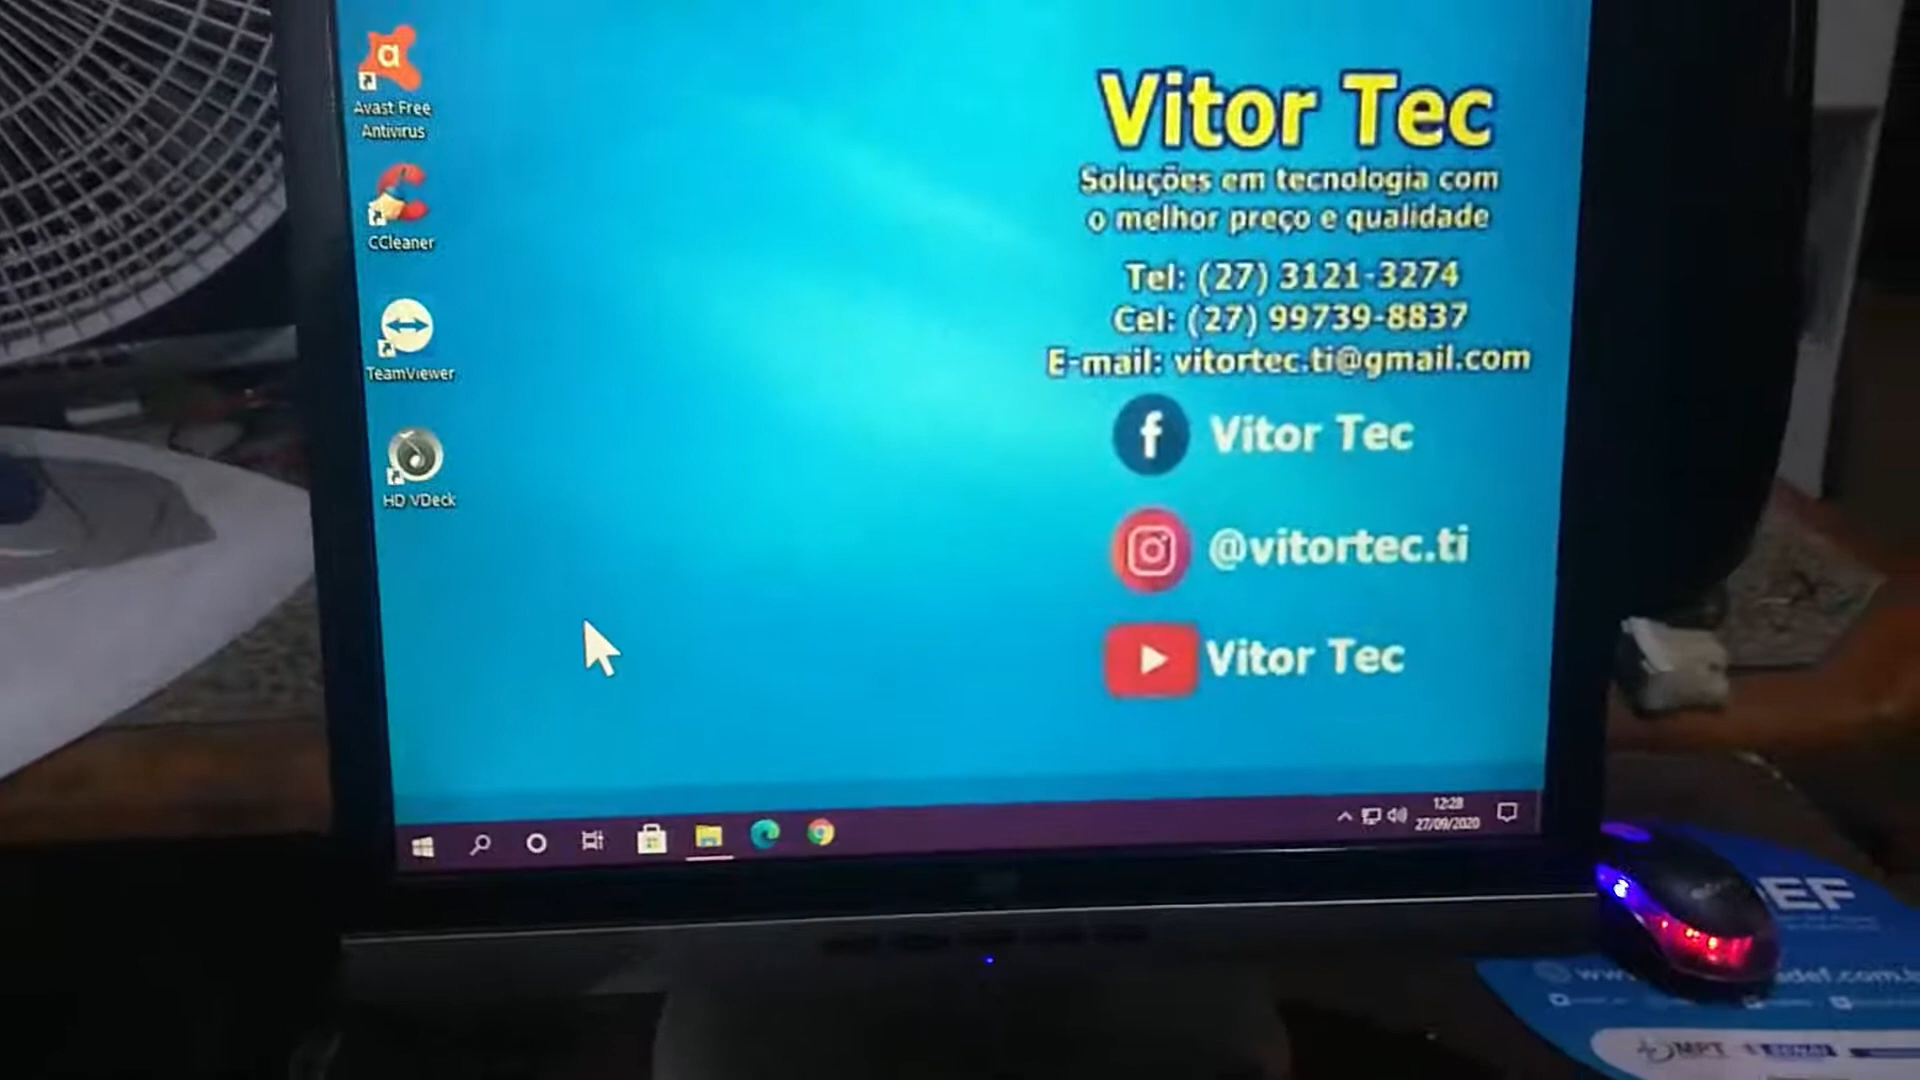 Avast Free
Antivirus
CCleaner
TeamViewer
HD VDeck
Vitor Tec
Soluções em tecnologia com
o melhor preço e qualidade
Tel: (27) 3121-3274
Cel: (27) 99739-8837
E-mail: vitortec.ti@gmail.com
Vitor Tec
@vitortec.ti
Vitor Tec
12:28
27/09/2020
MPT